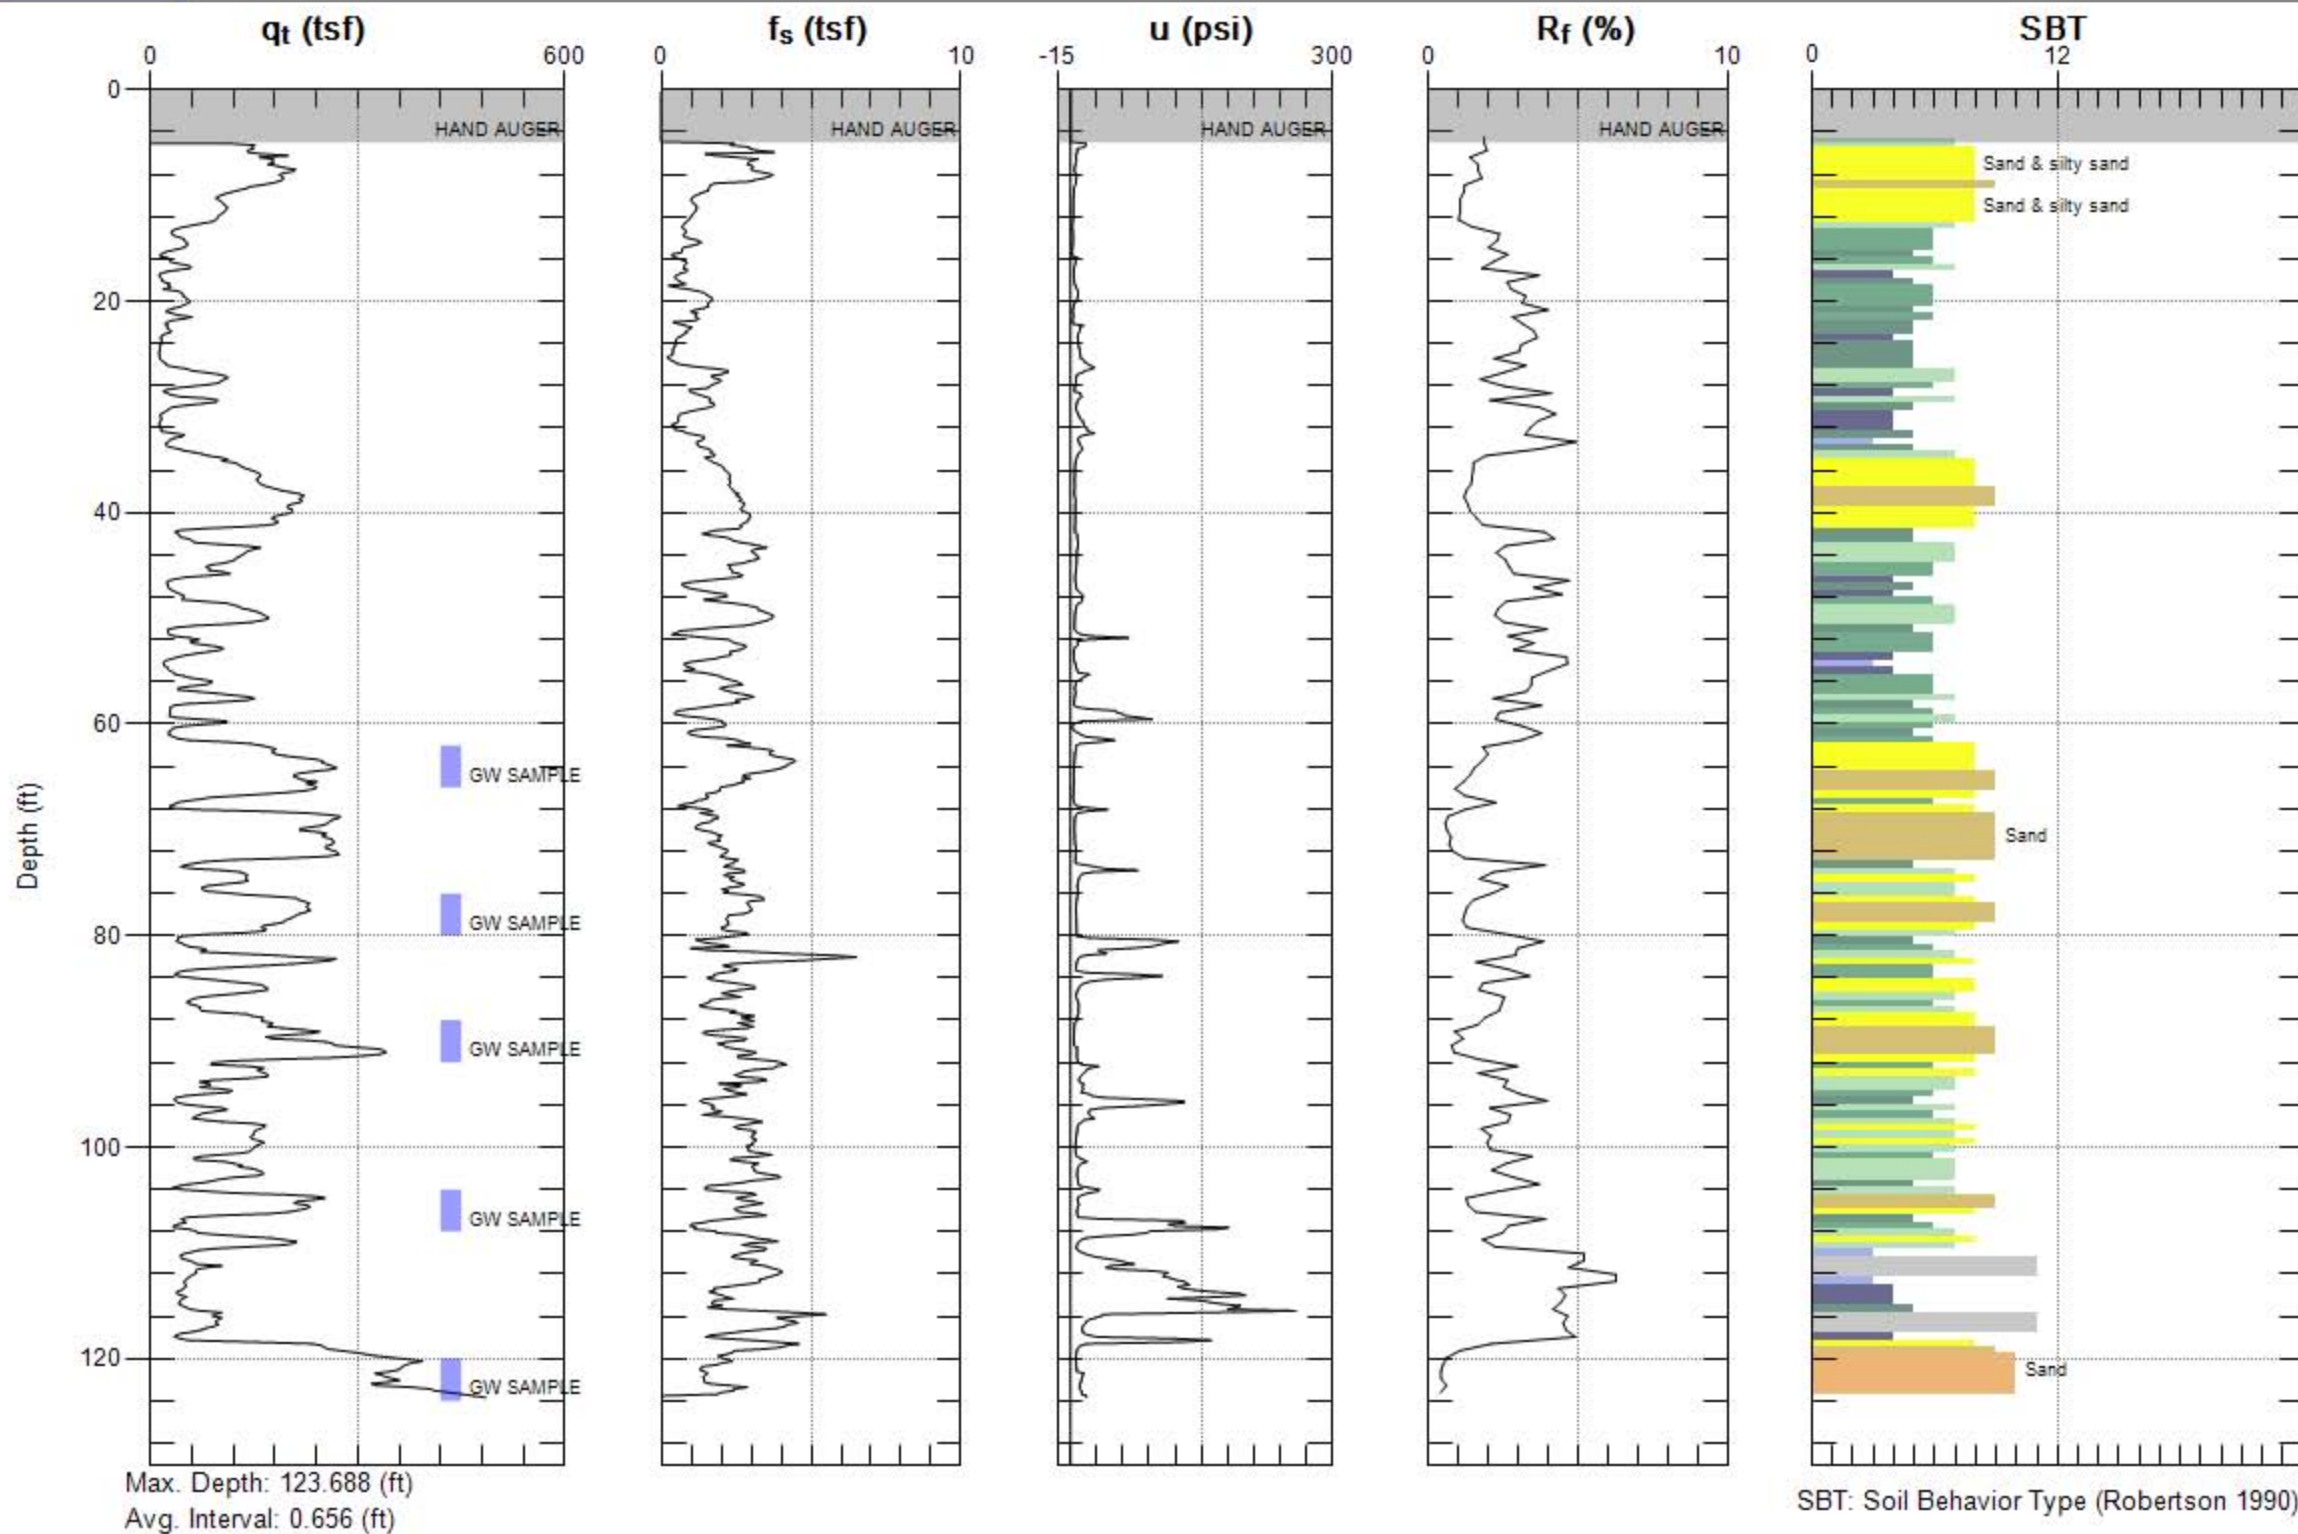 qt (tsf) fs (tsf) u (psi) Rf (%) SBT
0 600 0 10 -15 300 0 10 0 12
0
HAND AUGER HAND AUGER HAND AUGER HAND AUGER
Sand & silty sand
Sand & silty sand
20
40
60
GW SAMPLE
Depth (ft)
Sand
80
GW SAMPLE
GW SAMPLE
100
GW SAMPLE
120
Sand
GW SAMPLE
Max. Depth: 123.688 (ft)
Avg. Interval: 0.656 (ft)
SBT: Soil Behavior Type (Robertson 1990)